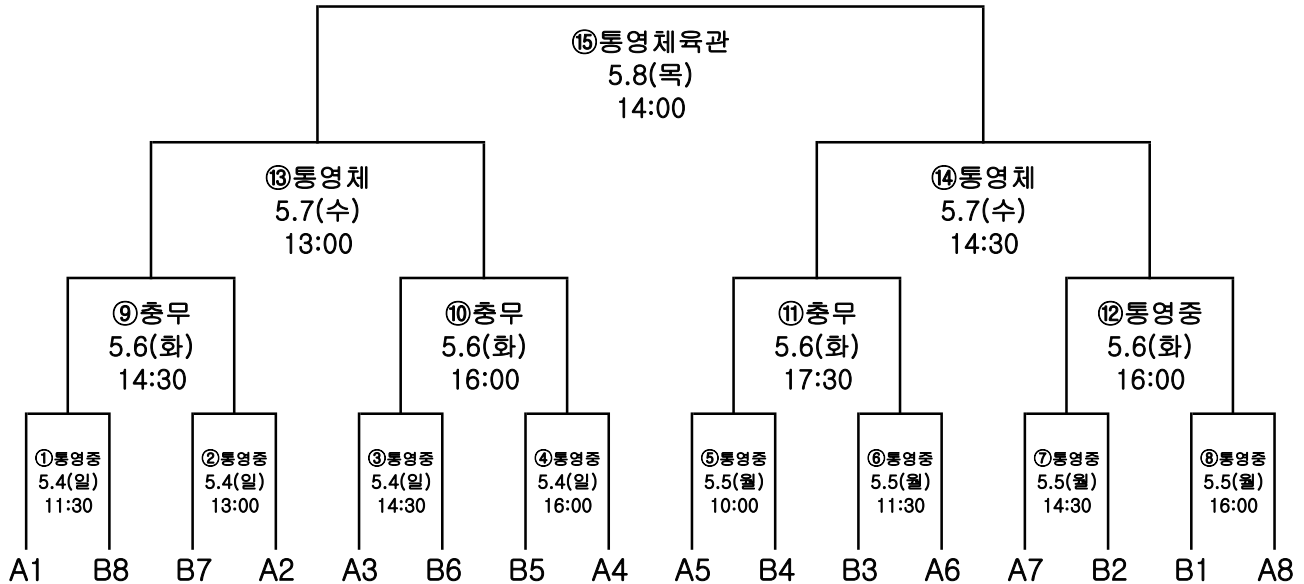 ⑮통영체육관
5.8(목)
14:00
⑬통영체
5.7(수)
13:00
⑭통영체
5.7(수)
14:30
⑨충무
5.6(화)
14:30
⑩충무
5.6(화)
16:00
⑪충무
5.6(화)
17:30
⑫통영중
5.6(화)
16:00
①통영중
5.4(일)
11:30
②통영중
5.4(일)
13:00
③통영중
5.4(일)
14:30
④통영중
5.4(일)
16:00
⑤통영중
5.5(월)
10:00
⑥통영중
5.5(월)
11:30
⑦통영중
5.5(월)
14:30
⑧통영중
5.5(월)
16:00
A1 B8 B7 A2 A3 B6 B5 A4 A5 B4 B3 A6 A7 B2 B1 A8